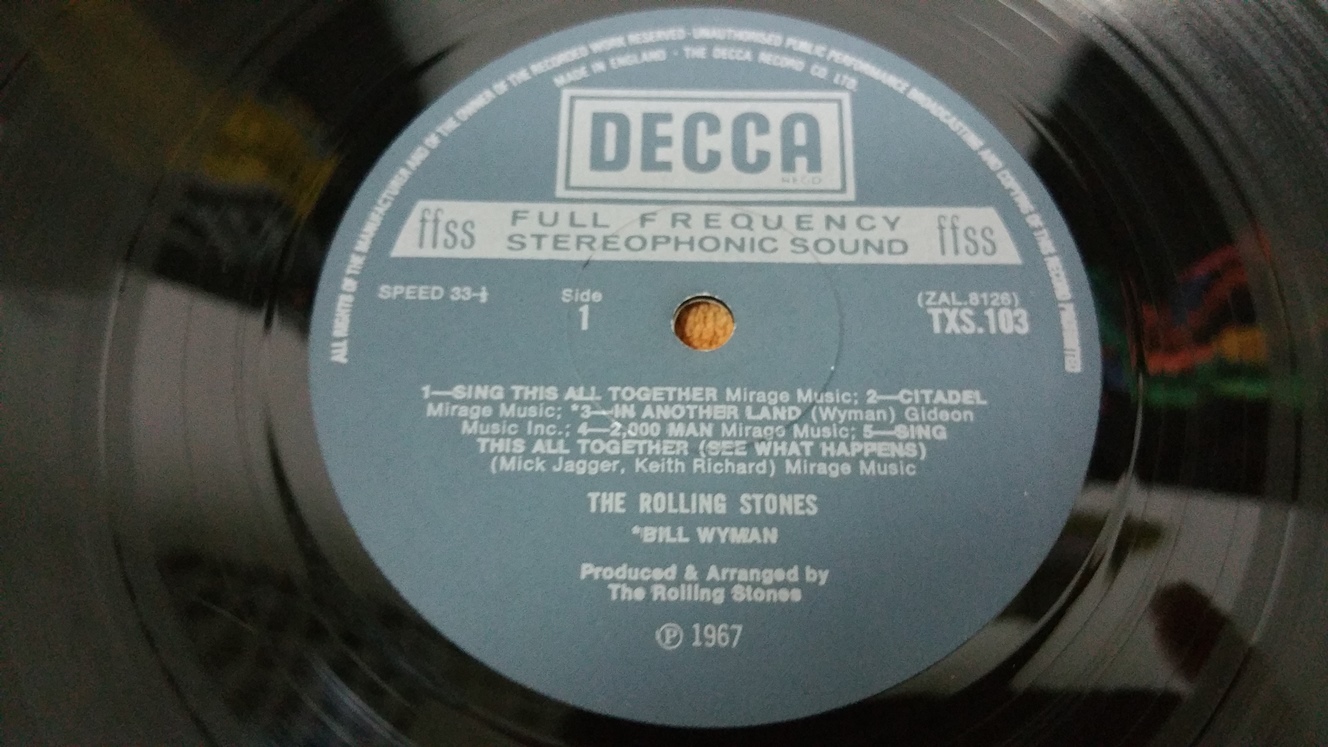 ALL RIGHTS OF THE MANUFACTURER AND OF THE OWNER OF THE RECORDED WORK RESERVED · UNAUTHORISED PUBLIC PERFORMANCE BROADCASTING AND COPYING OF THIS RECORD PROHIBITED
MADE IN ENGLAND · THE DECCA RECORD CO. LTD.
DECCA
REGD
ffss FULL FREQUENCY STEREOPHONIC SOUND ffss
SPEED 33-⅓
Side 1
(ZAL.8126)
TXS.103
1—SING THIS ALL TOGETHER Mirage Music; 2—CITADEL
Mirage Music; *3—IN ANOTHER LAND (Wyman) Gideon
Music Inc.; 4—2,000 MAN Mirage Music; 5—SING
THIS ALL TOGETHER (SEE WHAT HAPPENS)
(Mick Jagger, Keith Richard) Mirage Music
THE ROLLING STONES
*BILL WYMAN
Produced & Arranged by
The Rolling Stones
Ⓟ 1967